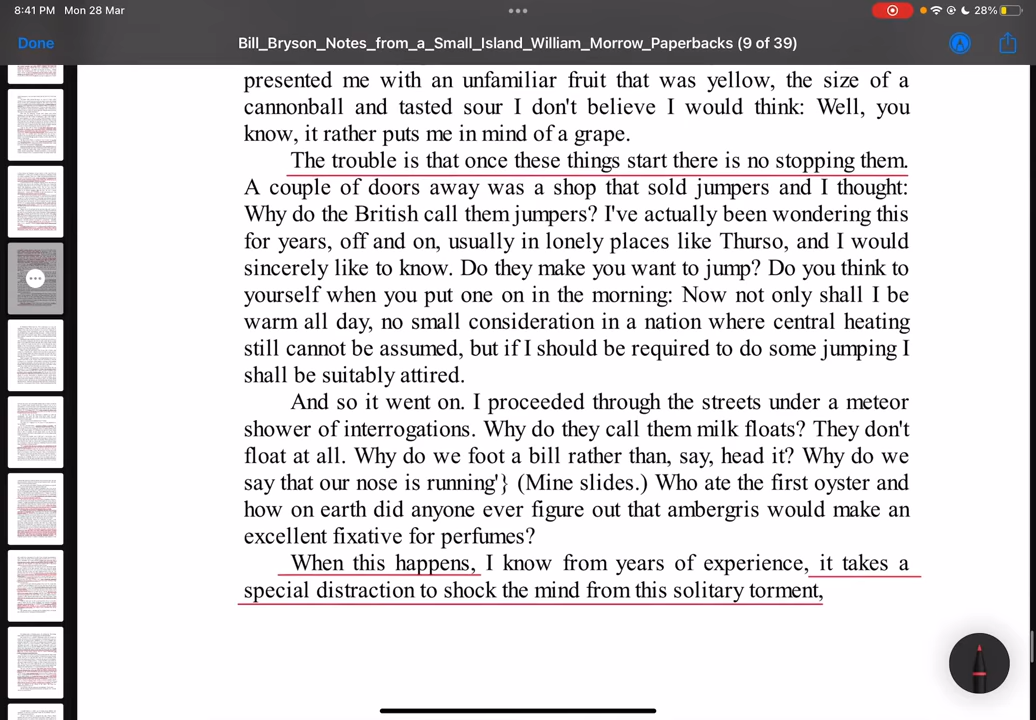 8:41 PM Mon 28 Mar
28%
Done
Bill_Bryson_Notes_from_a_Small_Island_William_Morrow_Paperbacks (9 of 39)
presented me with an unfamiliar fruit that was yellow, the size of a
cannonball and tasted sour I don't believe I would think: Well, you
know, it rather puts me in mind of a grape.
The trouble is that once these things start there is no stopping them.
A couple of doors away was a shop that sold jumpers and I thought:
Why do the British call them jumpers? I've actually been wondering this
for years, off and on, usually in lonely places like Thurso, and I would
sincerely like to know. Do they make you want to jump? Do you think to
yourself when you put one on in the morning: Now not only shall I be
warm all day, no small consideration in a nation where central heating
still cannot be assumed, but if I should be required to do some jumping I
shall be suitably attired.
And so it went on. I proceeded through the streets under a meteor
shower of interrogations. Why do they call them milk floats? They don't
float at all. Why do we foot a bill rather than, say, head it? Why do we
say that our nose is running'} (Mine slides.) Who ate the first oyster and
how on earth did anyone ever figure out that ambergris would make an
excellent fixative for perfumes?
When this happens, I know from years of experience, it takes a
special distraction to shock the mind from this solitary torment,